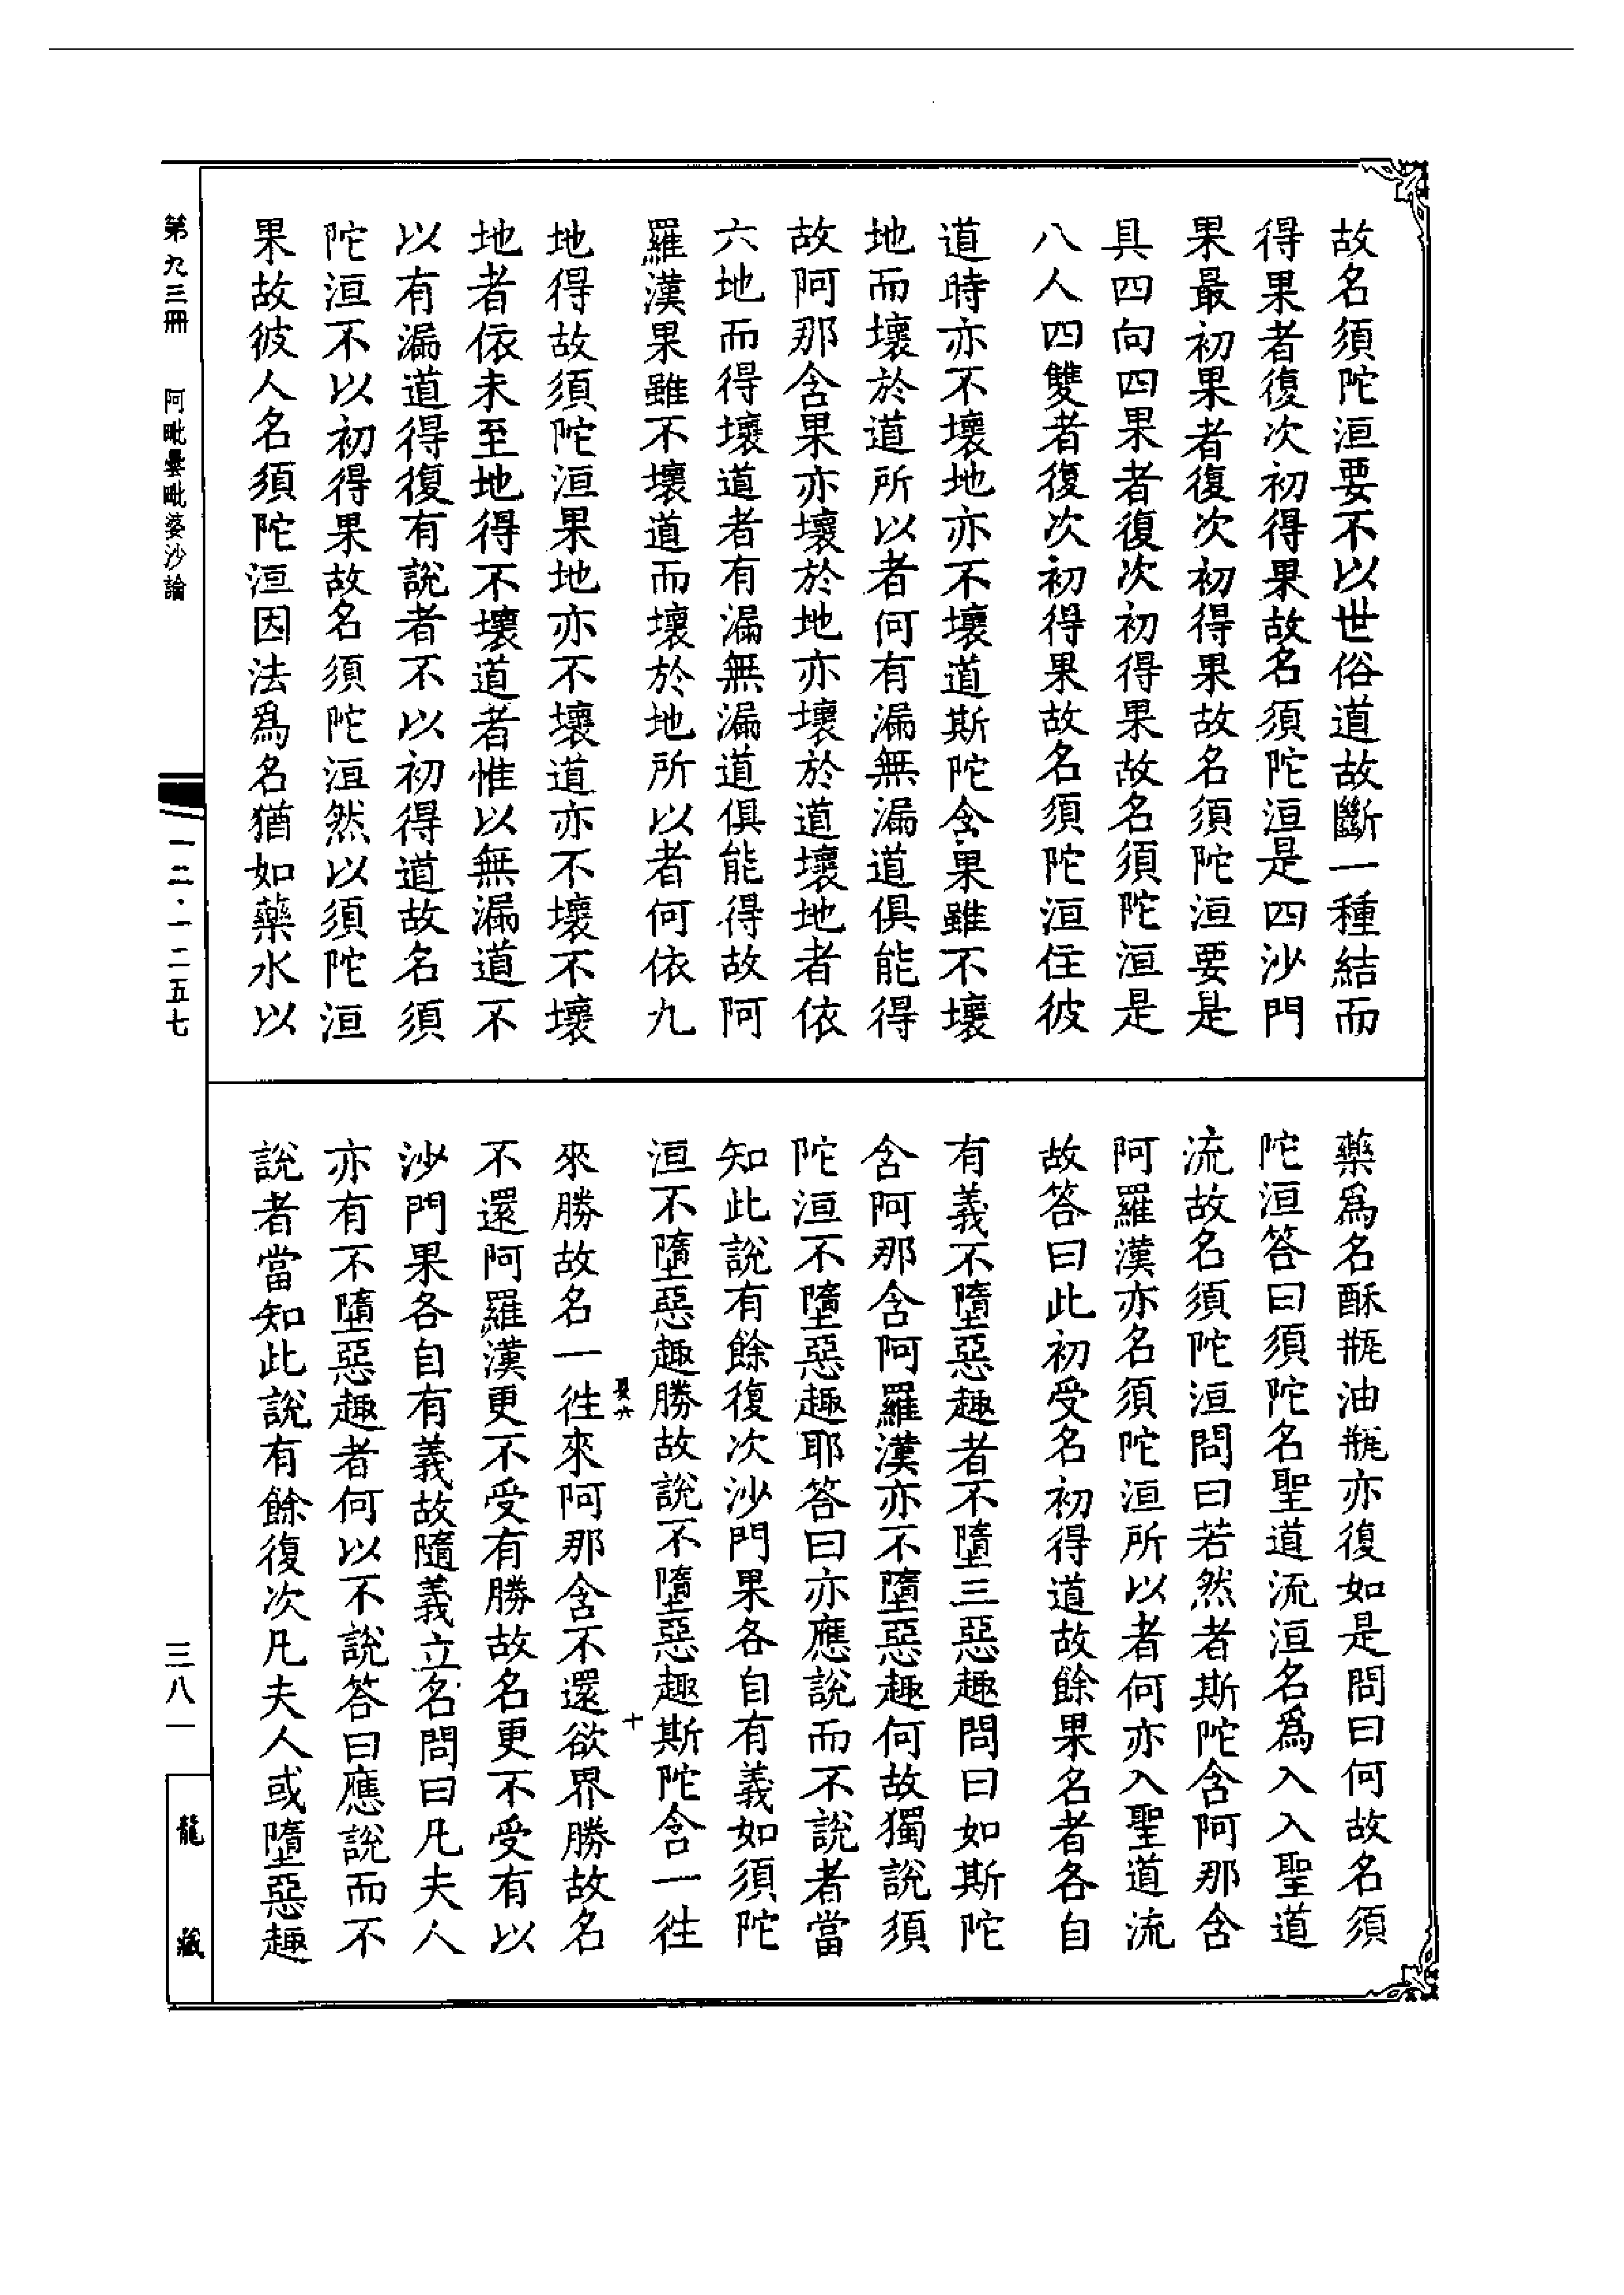 故名須陀洹要不以世俗道故斷一種結而
得果者復次初得果故名須陀洹是四沙門
果最初果者復次初得果故名須陀洹要是
具四向四果者復次初得果故名須陀洹是
八人四雙者復次初得果故名須陀洹住彼
道時亦不壞地亦不壞道斯陀含果雖不壞
地而壞於道所以者何有漏無漏道俱能得
故阿那含果亦壞於地亦壞於道壞地者依
六地而得壞道者有漏無漏道俱能得故阿
羅漢果雖不壞道而壞於地所以者何依九
地得故須陀洹果地亦不壞道亦不壞不壞
地者依未至地得不壞道者惟以無漏道不
以有漏道得復有說者不以初得道故名須
陀洹不以初得果故名須陀洹然以須陀洹
果故彼人名須陀洹因法爲名猶如藥水以
藥爲名酥瓶油瓶亦復如是問曰何故名須
陀洹答曰須陀名聖道流洹名爲入入聖道
流故名須陀洹問曰若然者斯陀含阿那含
阿羅漢亦名須陀洹所以者何亦入聖道流
故答曰此初受名初得道故餘果名者各自
有義不墮惡趣者不墮三惡趣問曰如斯陀
含阿那含阿羅漢亦不墮惡趣何故獨說須
陀洹不墮惡趣耶答曰亦應說而不說者當
知此說有餘復次沙門果各自有義如須陀
洹不墮惡趣勝故說不墮惡趣斯陀含一往
十
來勝故名一往來阿那含不還欲界勝故名
不還阿羅漢更不受有勝故名更不受有以
沙門果各自有義故隨義立名問曰凡夫人
亦有不墮惡趣者何以不說答曰應說而不
說者當知此說有餘復次凡夫人或墮惡趣
第九三冊
阿毗曇毗婆沙論
一二·一二五七
三八一
龍藏